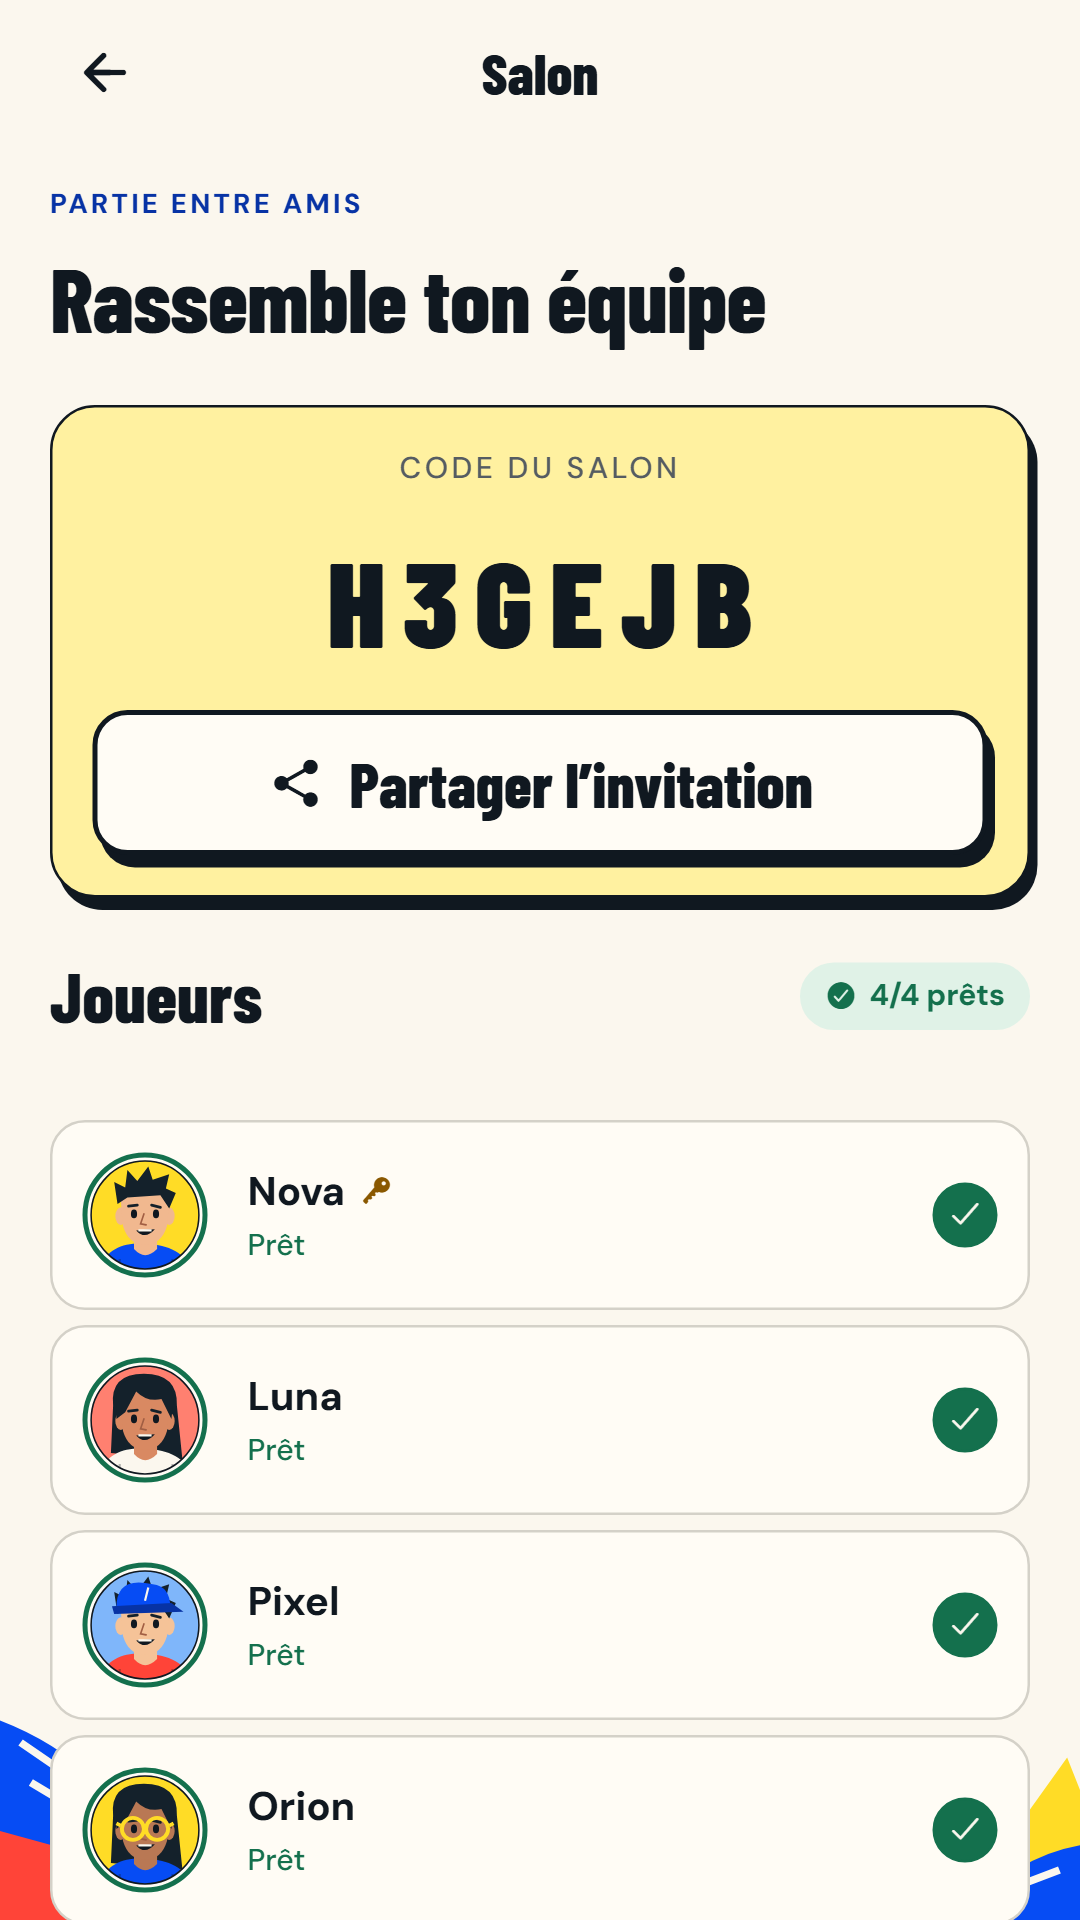 Salon
PARTIE ENTRE AMIS
Rassemble ton équipe
CODE DU SALON
H3GEJB
Partager l’invitation
Joueurs
4/4 prêts
Nova
Prêt
Luna
Prêt
Pixel
Prêt
Orion
Prêt